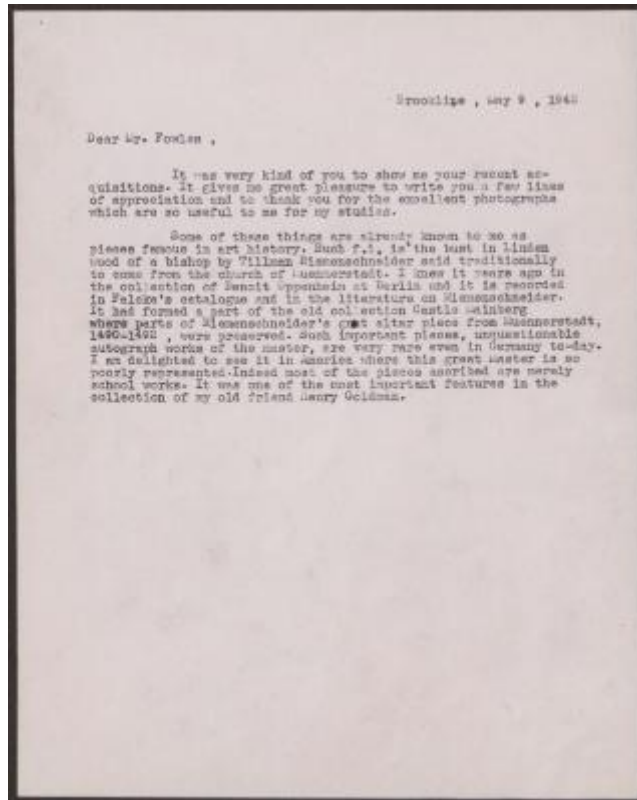 Brookline , May 9 , 1948
Dear Mr. Fowles ,
It was very kind of you to show me your recent ac-
quisitions. It gives me great pleasure to write you a few lines
of appreciation and to thank you for the excellent photographs
which are so useful to me for my studies.
Some of these things are already known to me as
pieces famous in art history. Such f.i. is the bust in Linden
wood of a bishop by Tillman Riemenschneider said traditionally
to come from the church of Muennerstadt. I knew it years ago in
the collection of Benoit Oppenheim at Berlin and it is recorded
in catalogue and in the literature on Riemenschneider.
It had formed a part of the old collection Castle Mainberg
where parts of Riemenschneider's great altar piece from Muennerstadt,
1490-1492 , were preserved. Such important pieces, unquestionable
autograph works of the master, are very rare even in Germany to-day.
I am delighted to see it in America where this great master is so
poorly represented.Indeed most of the pieces ascribed are merely
school works. It was one of the most important features in the
collection of my old friend Henry Goldman.